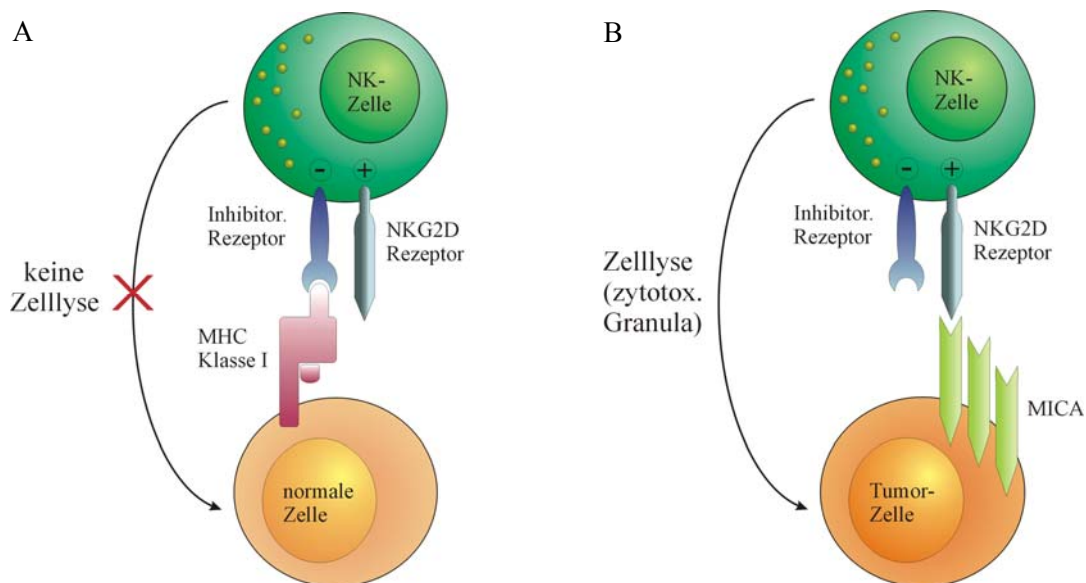 A
NK-
Zelle
-
+
Inhibitor.
Rezeptor
NKG2D
Rezeptor
keine
Zelllyse
MHC
Klasse I
normale
Zelle
B
NK-
Zelle
-
+
Inhibitor.
Rezeptor
NKG2D
Rezeptor
Zelllyse
(zytotox.
Granula)
MICA
Tumor-
Zelle